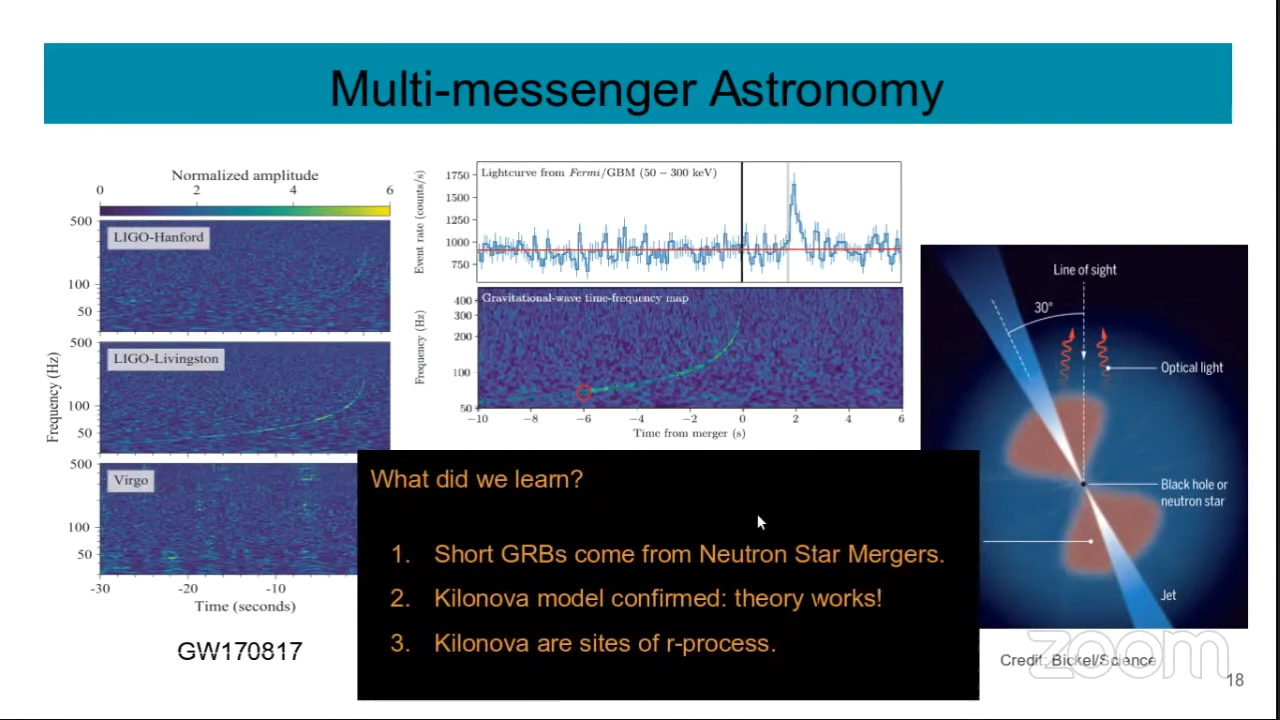 Multi-messenger Astronomy
Normalized amplitude
0 2 4 6
500
LIGO-Hanford
100
50
500
LIGO-Livingston
100
50
500
Virgo
100
50
Frequency (Hz)
-30 -20 -10
Time (seconds)
GW170817
Lightcurve from Fermi/GBM (50 − 300 keV)
Event rate (counts/s)
1750
1500
1250
1000
750
Gravitational-wave time-frequency map
Frequency (Hz)
400
300
200
100
50
−10 −8 −6 −4 −2 0 2 4 6
Time from merger (s)
Line of sight
30°
Optical light
Black hole or
neutron star
Jet
What did we learn?
1. Short GRBs come from Neutron Star Mergers.
2. Kilonova model confirmed: theory works!
3. Kilonova are sites of r-process.
Credit: Bickel/Science
zoom
18